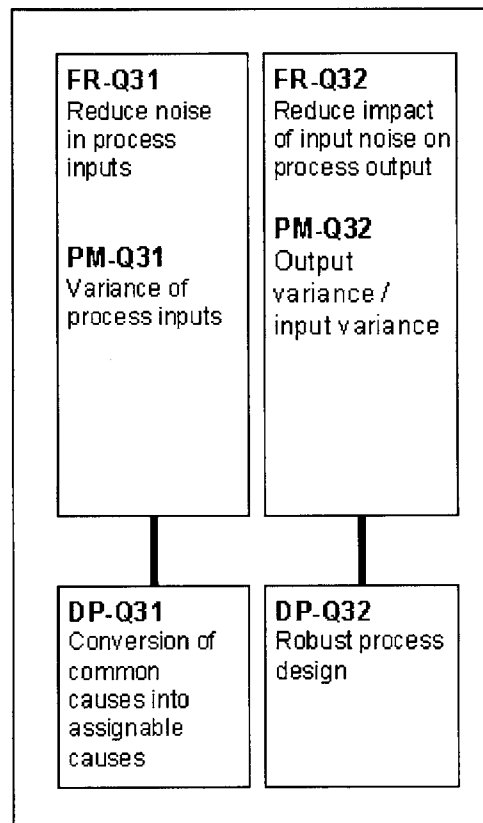 FR-Q31
Reduce noise
in process
inputs
PM-Q31
Variance of
process inputs
FR-Q32
Reduce impact
of input noise on
process output
PM-Q32
Output
variance /
input variance
DP-Q31
Conversion of
common
causes into
assignable
causes
DP-Q32
Robust process
design